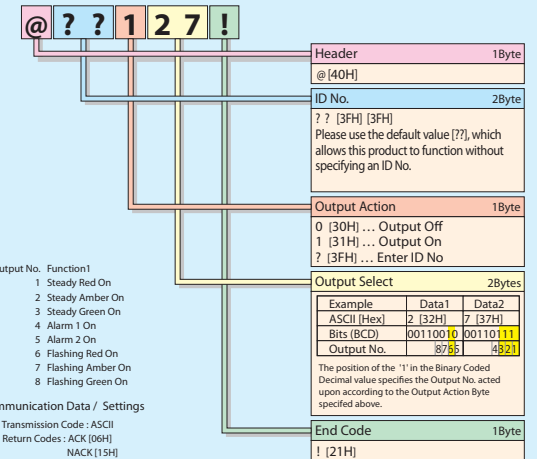 @ ? ? 1 2 7 !
Header 1Byte
@ [40H]
ID No. 2Byte
? ? [3FH] [3FH]
Please use the default value [??], which
allows this product to function without
specifying an ID No.
Output Action 1Byte
0 [30H] … Output Off
1 [31H] … Output On
? [3FH] … Enter ID No
Output Select 2Bytes
Example Data1 Data2
ASCII [Hex] 2 [32H] 7 [37H]
Bits (BCD) 00110010 00110111
Output No. 8765 4321
The position of the '1' in the Binary Coded
Decimal value specifies the Output No. acted
upon according to the Output Action Byte
specifed above.
End Code 1Byte
! [21H]
utput No. Function1
1 Steady Red On
2 Steady Amber On
3 Steady Green On
4 Alarm 1 On
5 Alarm 2 On
6 Flashing Red On
7 Flashing Amber On
8 Flashing Green On
mmunication Data / Settings
Transmission Code : ASCII
Return Codes : ACK [06H]
NACK [15H]